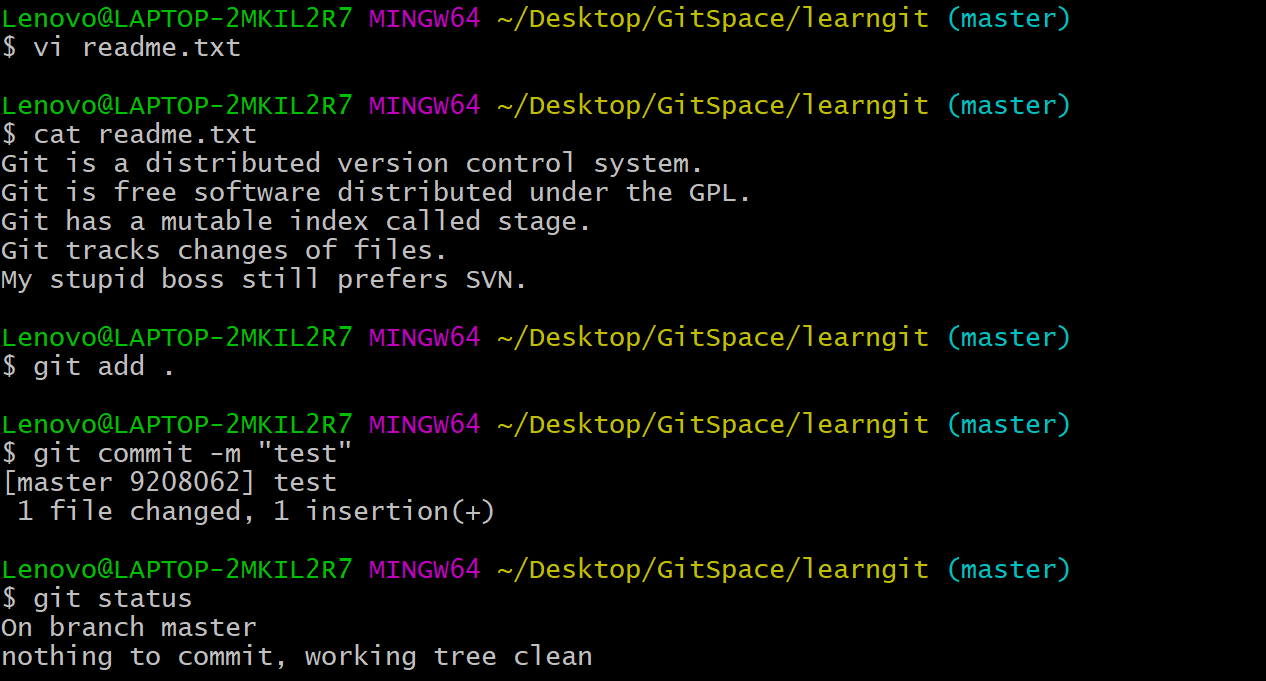 Lenovo@LAPTOP-2MKIL2R7 MINGW64 ~/Desktop/GitSpace/learngit (master)
$ vi readme.txt
Lenovo@LAPTOP-2MKIL2R7 MINGW64 ~/Desktop/GitSpace/learngit (master)
$ cat readme.txt
Git is a distributed version control system.
Git is free software distributed under the GPL.
Git has a mutable index called stage.
Git tracks changes of files.
My stupid boss still prefers SVN.
Lenovo@LAPTOP-2MKIL2R7 MINGW64 ~/Desktop/GitSpace/learngit (master)
$ git add .
Lenovo@LAPTOP-2MKIL2R7 MINGW64 ~/Desktop/GitSpace/learngit (master)
$ git commit -m "test"
[master 9208062] test
 1 file changed, 1 insertion(+)
Lenovo@LAPTOP-2MKIL2R7 MINGW64 ~/Desktop/GitSpace/learngit (master)
$ git status
On branch master
nothing to commit, working tree clean